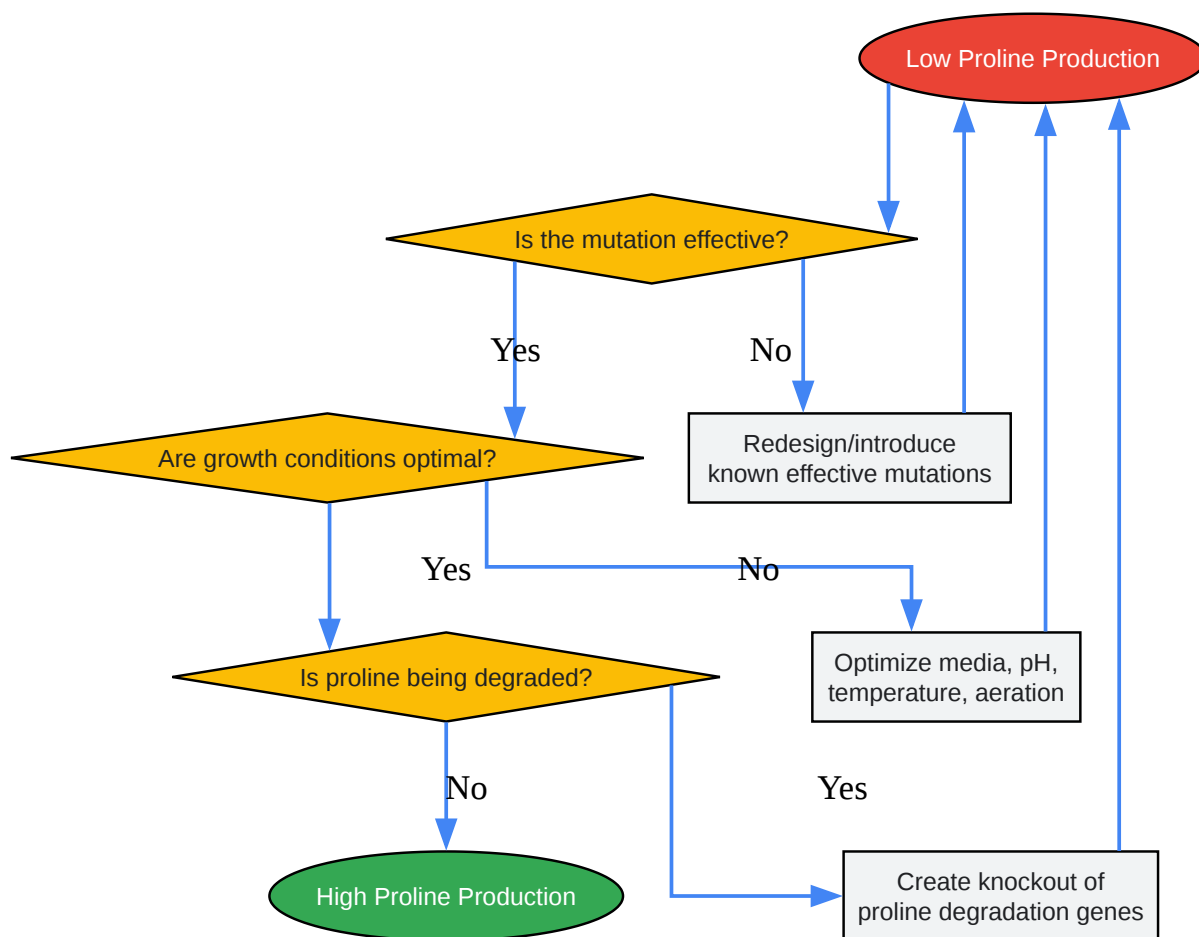 Low Proline Production
Is the mutation effective?
Yes
No
Redesign/introduce
known effective mutations
Are growth conditions optimal?
Yes
No
Optimize media, pH,
temperature, aeration
Is proline being degraded?
No
Yes
High Proline Production
Create knockout of
proline degradation genes